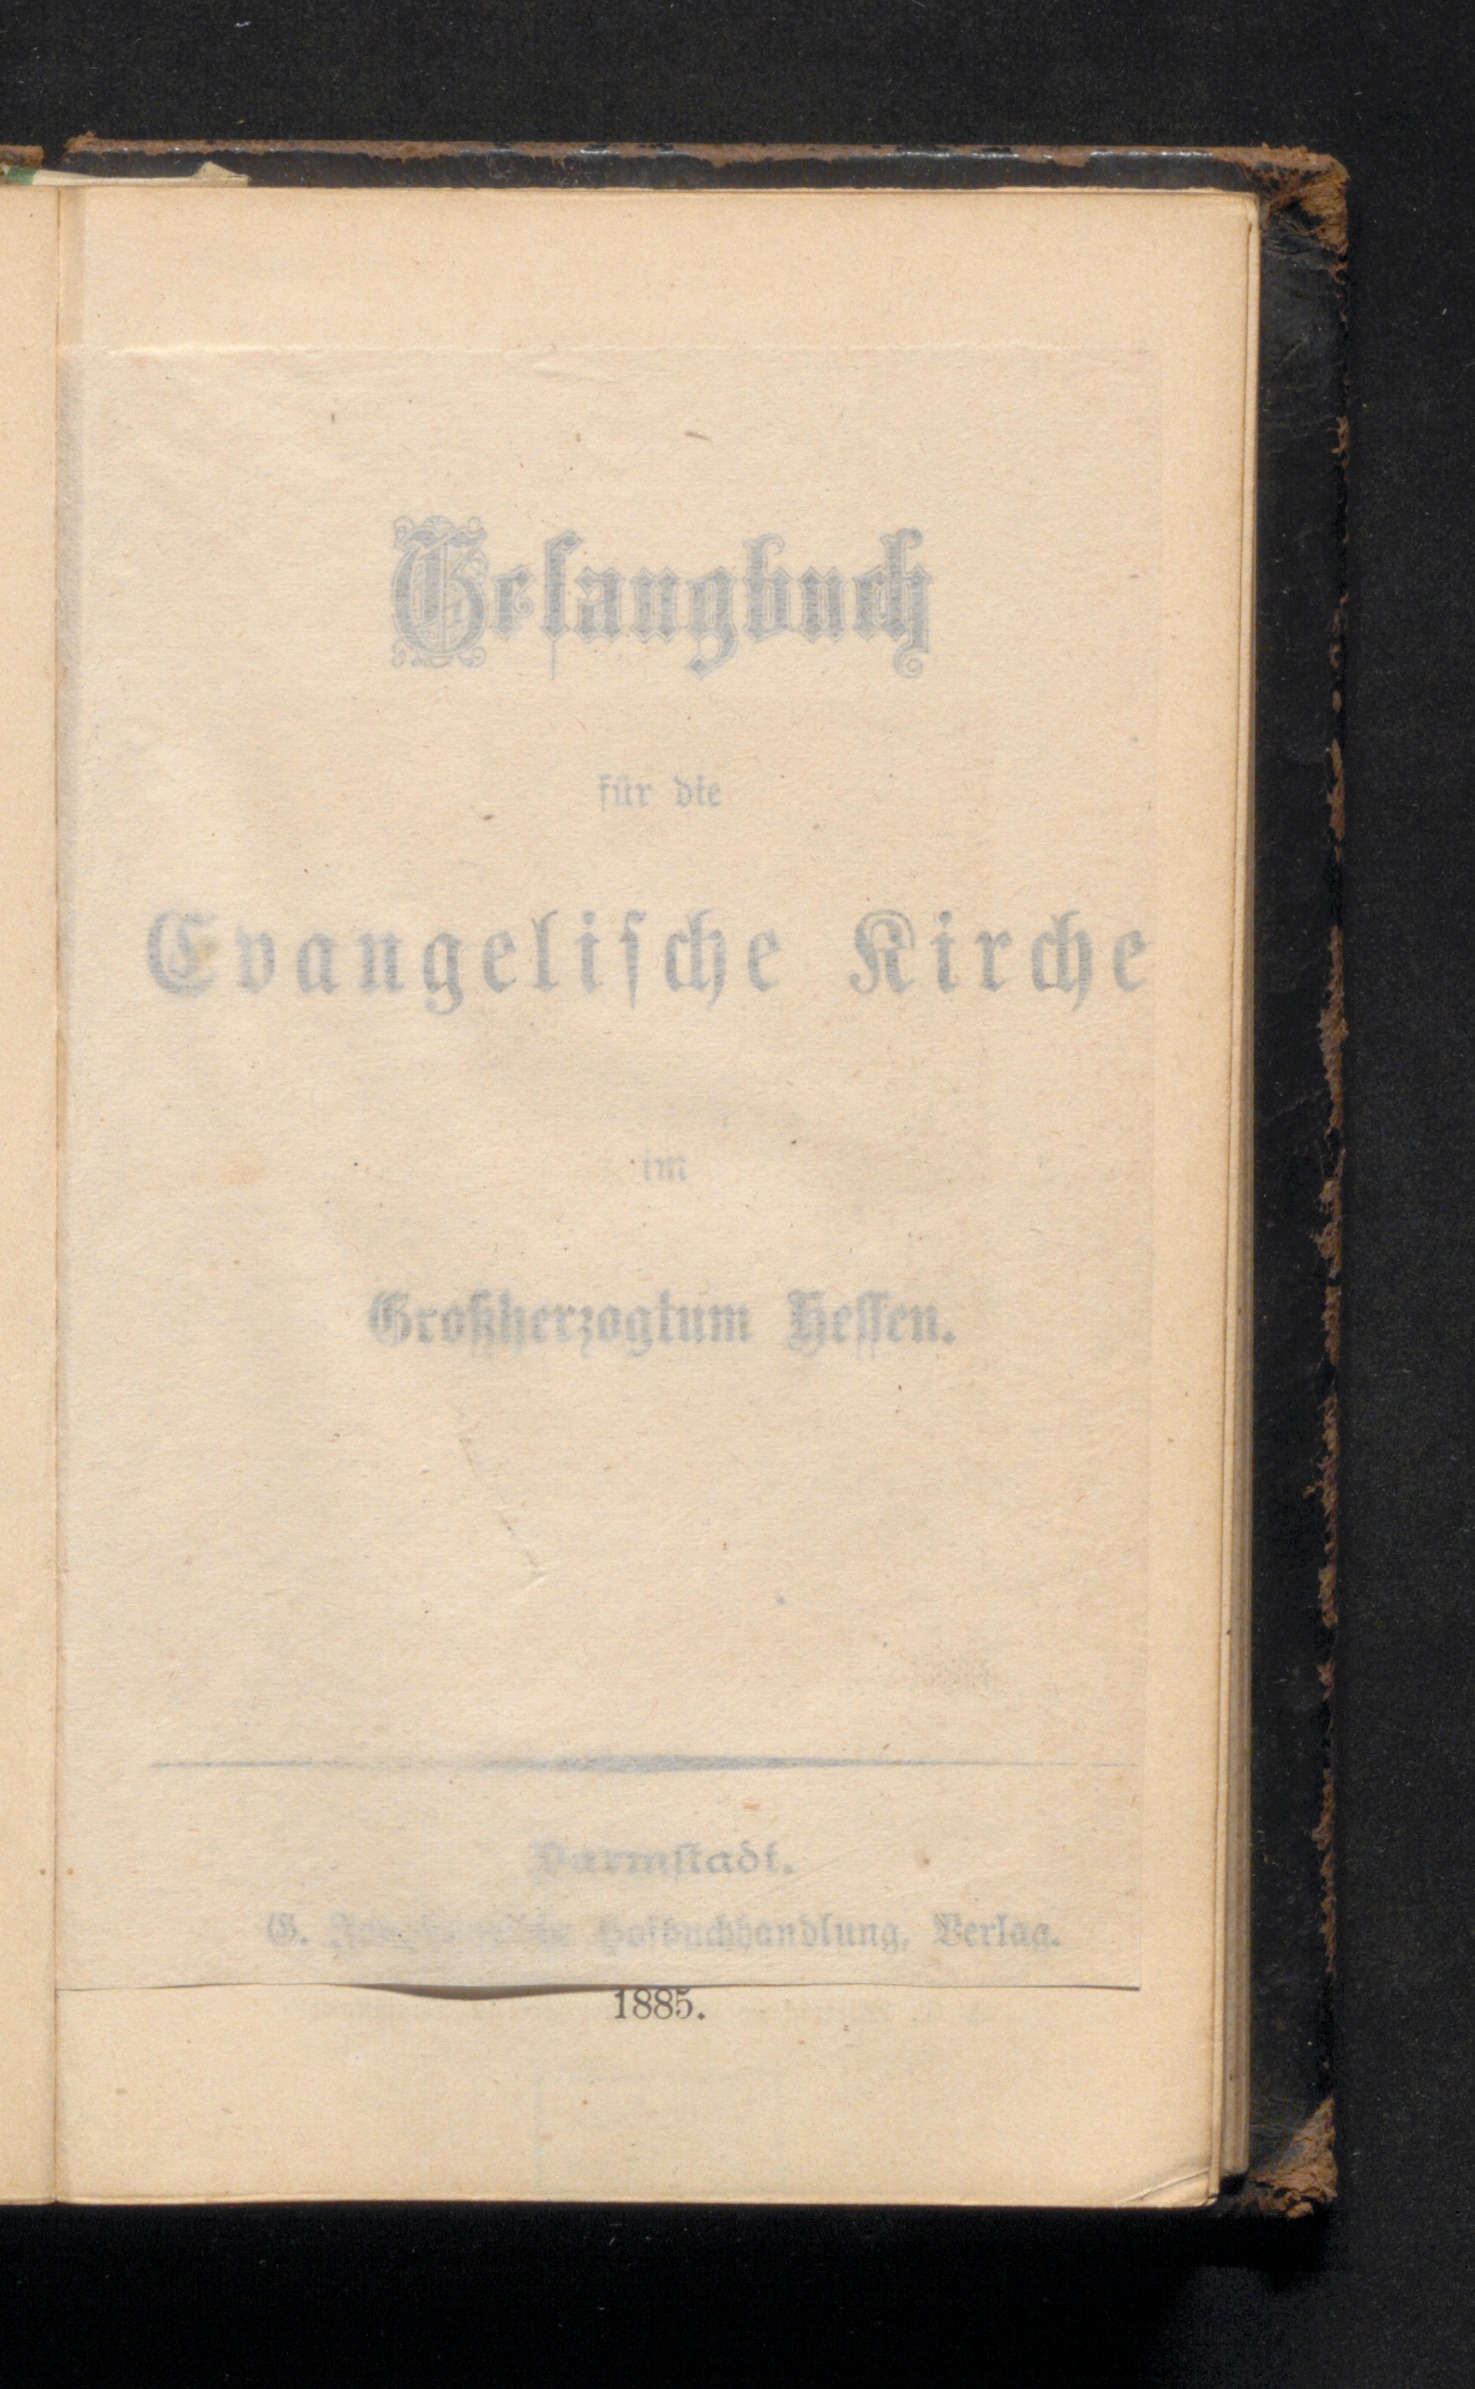 Gesangbuch
für die
Evangelische Kirche
im
Großherzogtum Hessen.
Darmstadt.
G. Hofbuchhandlung, Verlag.
1885.